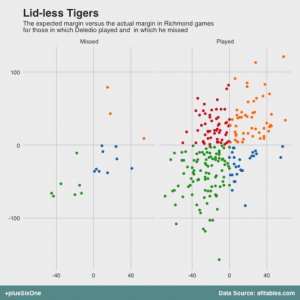 Lid-less Tigers
The expected margin versus the actual margin in Richmond games
for those in which Deledio played and in which he missed
Missed Played
100
0
-100
-40 0 40 -40 0 40
+plusSixOne Data Source: afltables.com